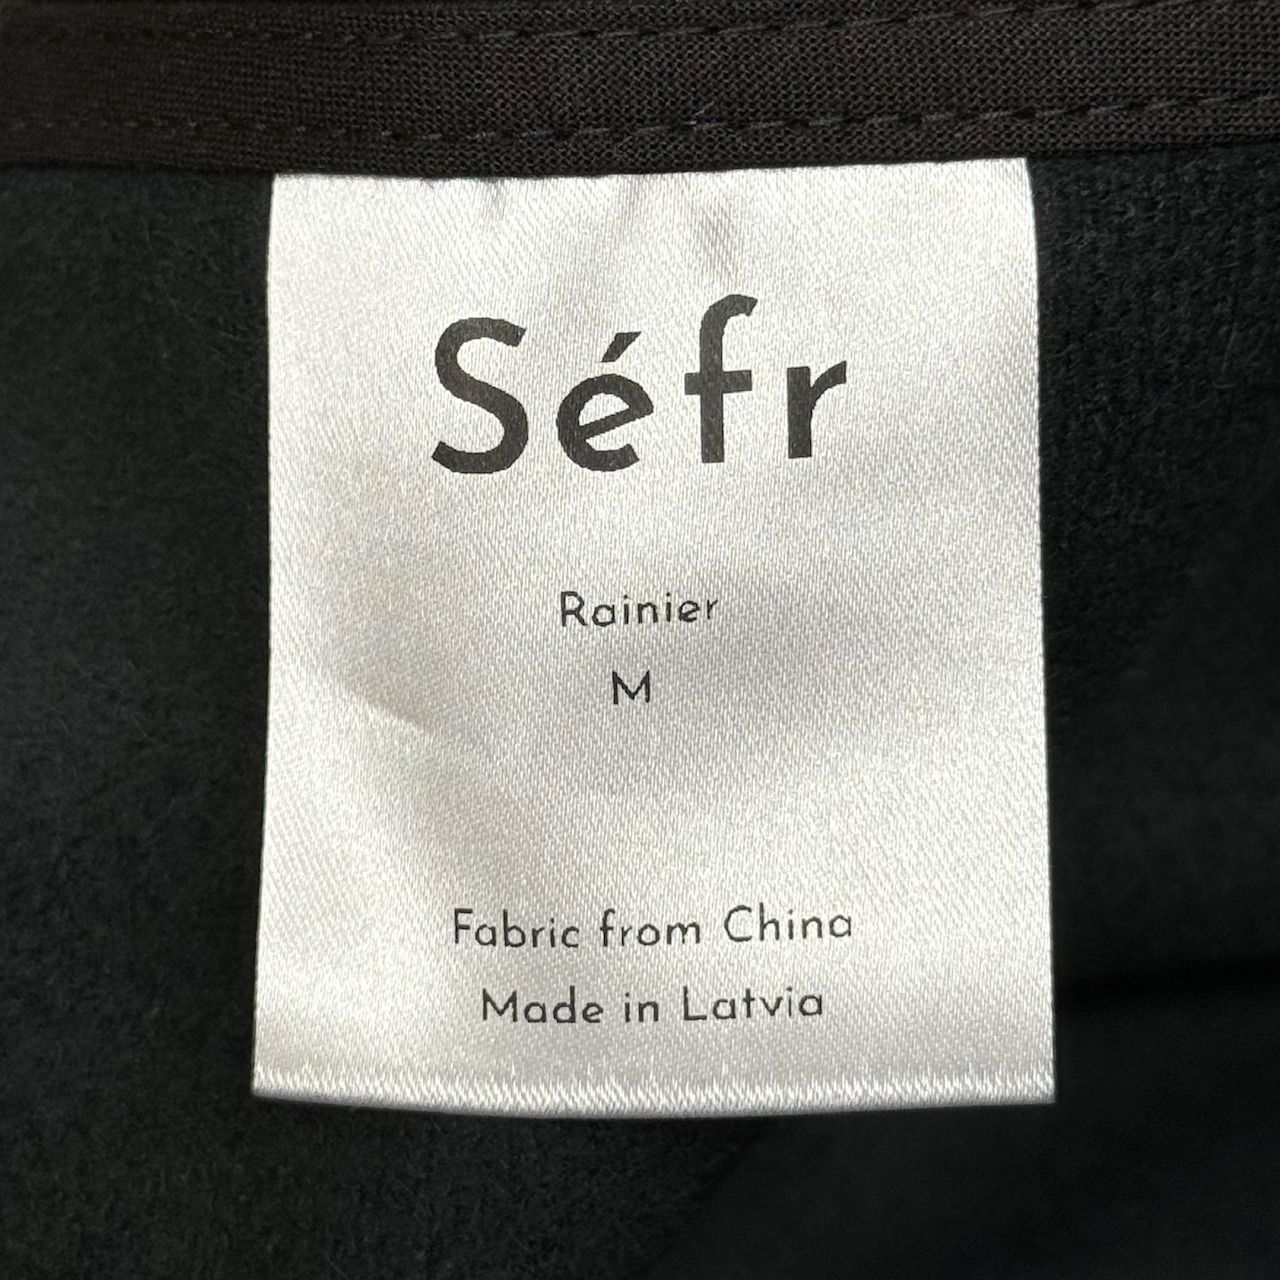 Séfr
Rainier
M
Fabric from China
Made in Latvia